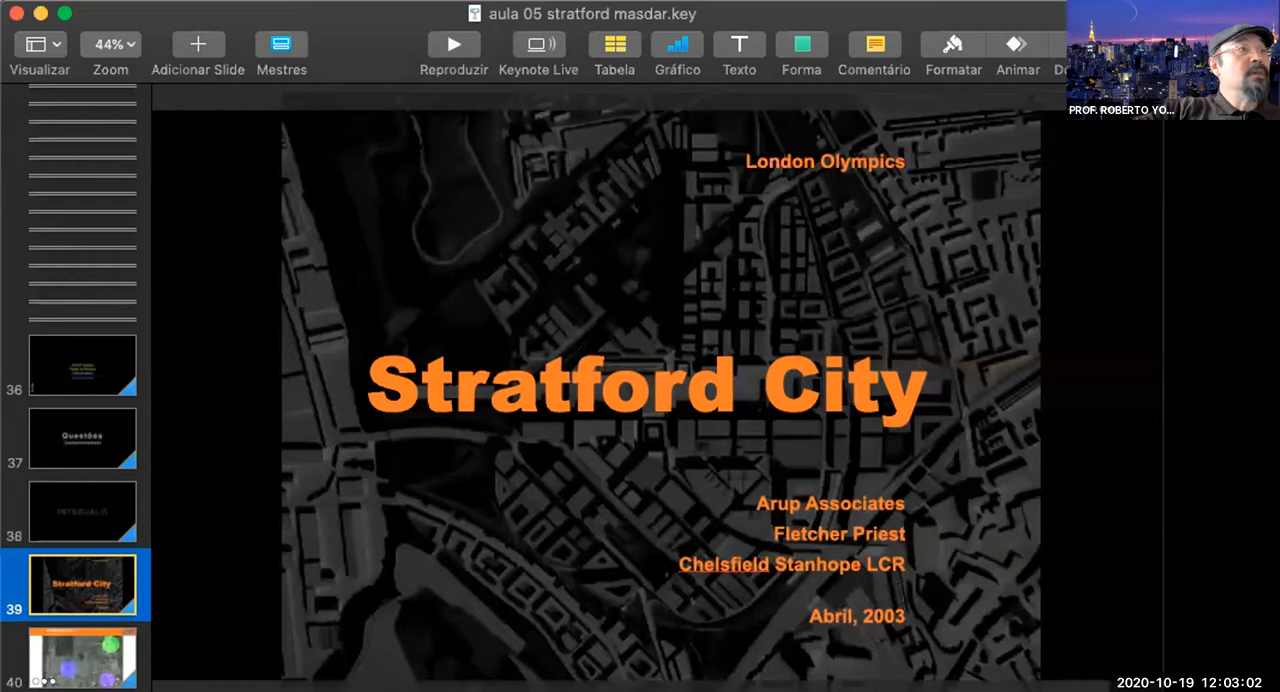 aula 05 stratford masdar.key
44%
Visualizar
Zoom
Adicionar Slide
Mestres
Reproduzir
Keynote Live
Tabela
Gráfico
Texto
Forma
Comentário
Formatar
Animar
PROF. ROBERTO YO...
London Olympics
Stratford City
Arup Associates
Fletcher Priest
Chelsfield Stanhope LCR
Abril, 2003
36
Questões
37
INTERVALO
38
Stratford City
39
40
2020-10-19 12:03:02